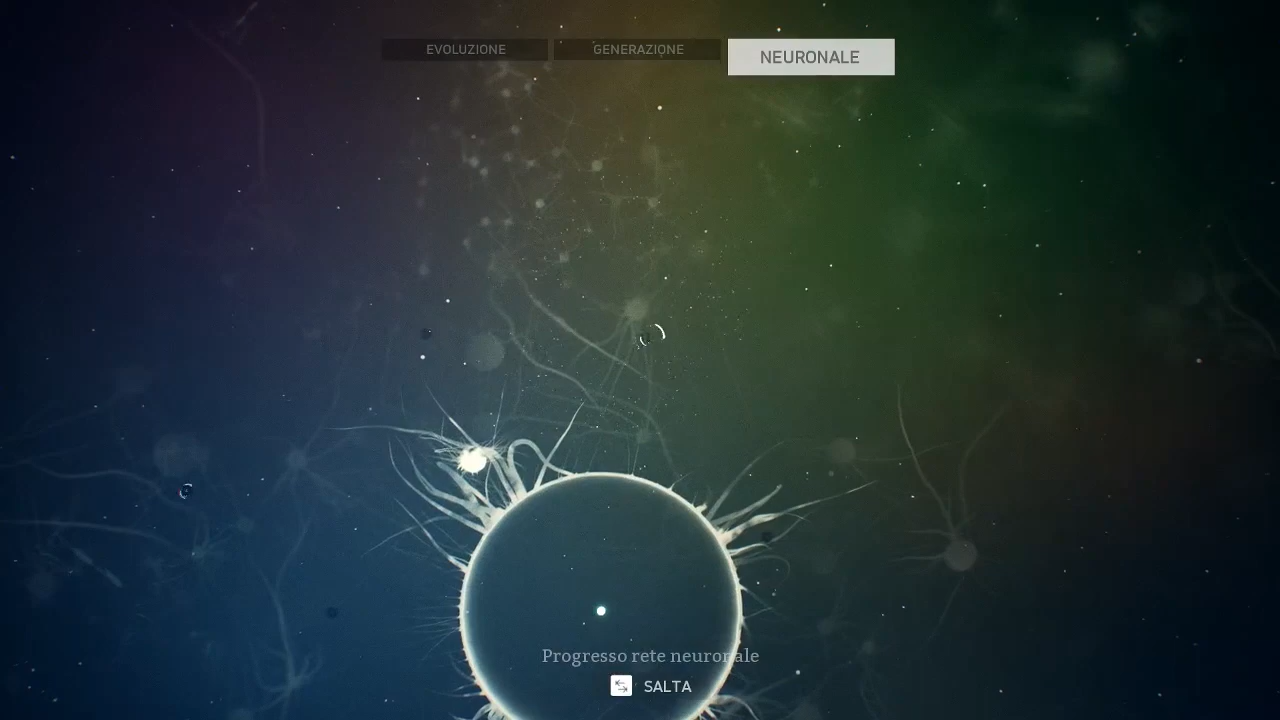 EVOLUZIONE
GENERAZIONE
NEURONALE
Progresso rete neuronale
SALTA